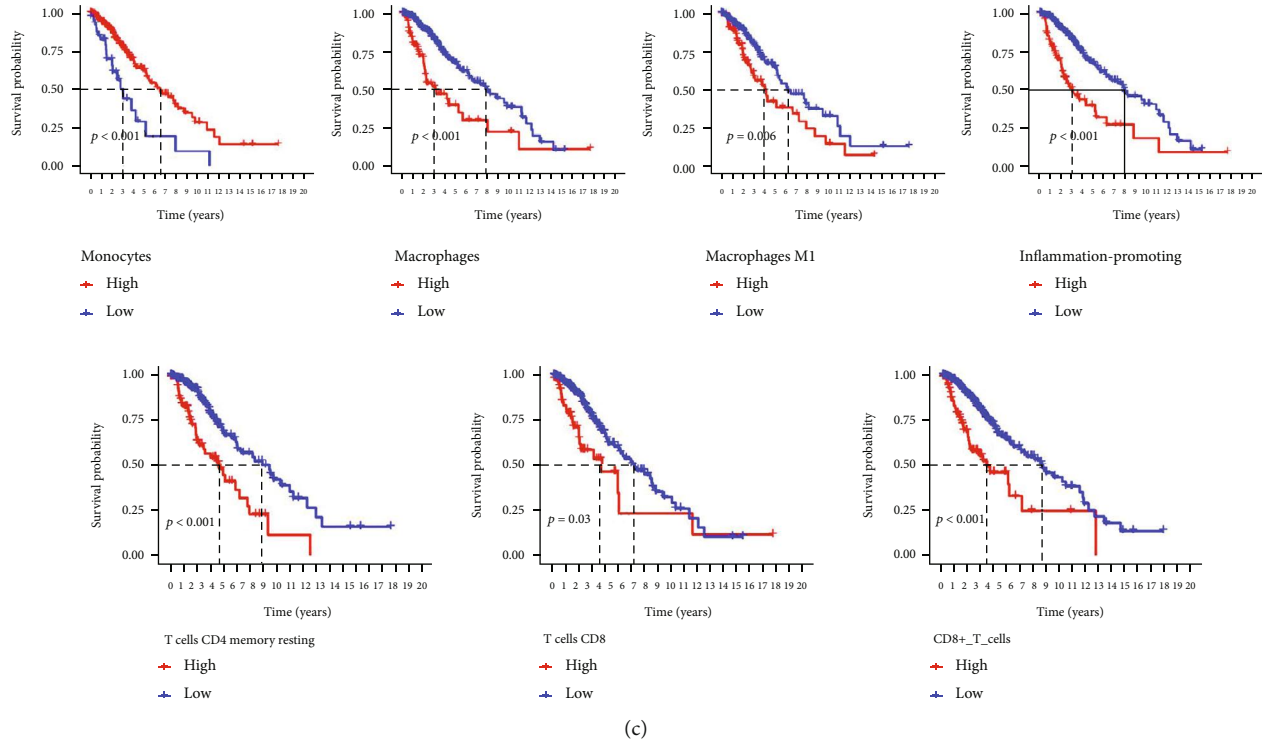 1.00
0.75
0.50
0.25
0.00
Survival probability
p < 0.001
0 1 2 3 4 5 6 7 8 9 10 11 12 13 14 15 16 17 18 19 20
Time (years)
Monocytes
High
Low
1.00
0.75
0.50
0.25
0.00
Survival probability
p < 0.001
0 1 2 3 4 5 6 7 8 9 10 11 12 13 14 15 16 17 18 19 20
Time (years)
Macrophages
High
Low
1.00
0.75
0.50
0.25
0.00
Survival probability
p = 0.006
0 1 2 3 4 5 6 7 8 9 10 11 12 13 14 15 16 17 18 19 20
Time (years)
Macrophages M1
High
Low
1.00
0.75
0.50
0.25
0.00
Survival probability
p < 0.001
0 1 2 3 4 5 6 7 8 9 10 11 12 13 14 15 16 17 18 19 20
Time (years)
Inflammation-promoting
High
Low
1.00
0.75
0.50
0.25
0.00
Survival probability
p < 0.001
0 1 2 3 4 5 6 7 8 9 10 11 12 13 14 15 16 17 18 19 20
Time (years)
T cells CD4 memory resting
High
Low
1.00
0.75
0.50
0.25
0.00
Survival probability
p = 0.03
0 1 2 3 4 5 6 7 8 9 10 11 12 13 14 15 16 17 18 19 20
Time (years)
T cells CD8
High
Low
1.00
0.75
0.50
0.25
0.00
Survival probability
p < 0.001
0 1 2 3 4 5 6 7 8 9 10 11 12 13 14 15 16 17 18 19 20
Time (years)
CD8+_T_cells
High
Low
(c)